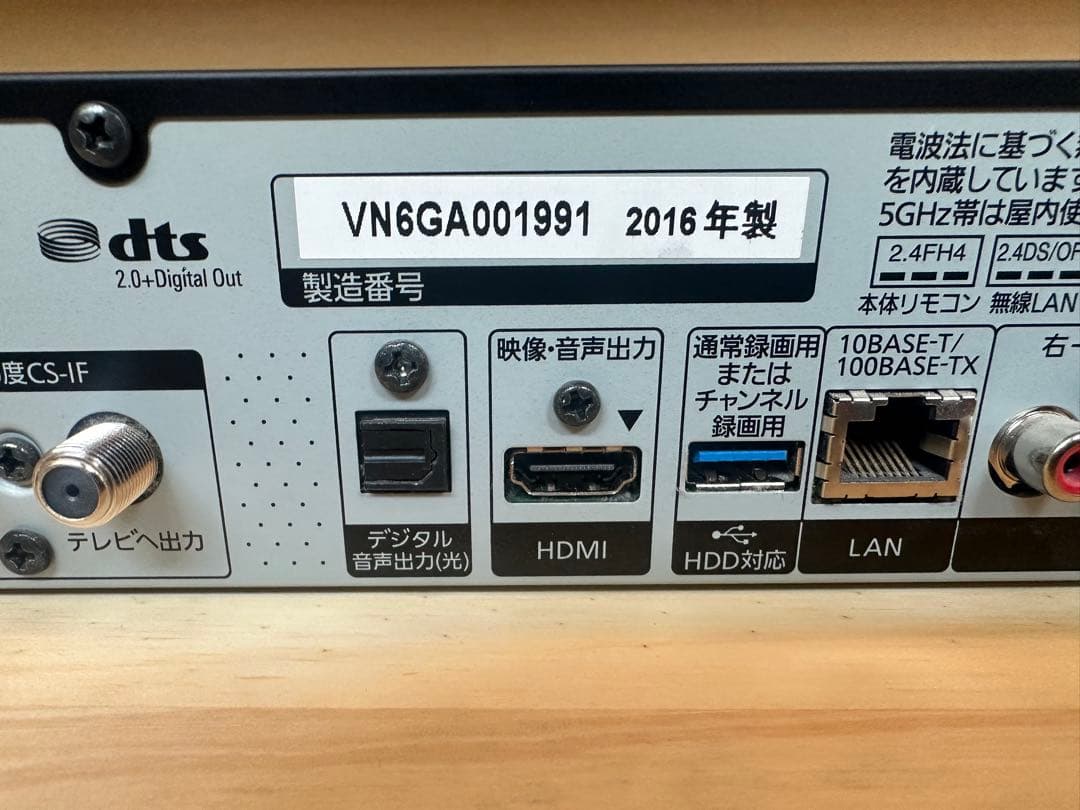 dts
2.0+Digital Out
VN6GA001991 2016年製
製造番号
電波法に基づく
を内蔵しています
5GHz帯は屋内使
2.4FH4
2.4DS/OF
本体リモコン
無線LAN
度CS-IF
テレビへ出力
デジタル
音声出力(光)
映像・音声出力
HDMI
通常録画用
または
チャンネル
録画用
HDD対応
10BASE-T/
100BASE-TX
LAN
右